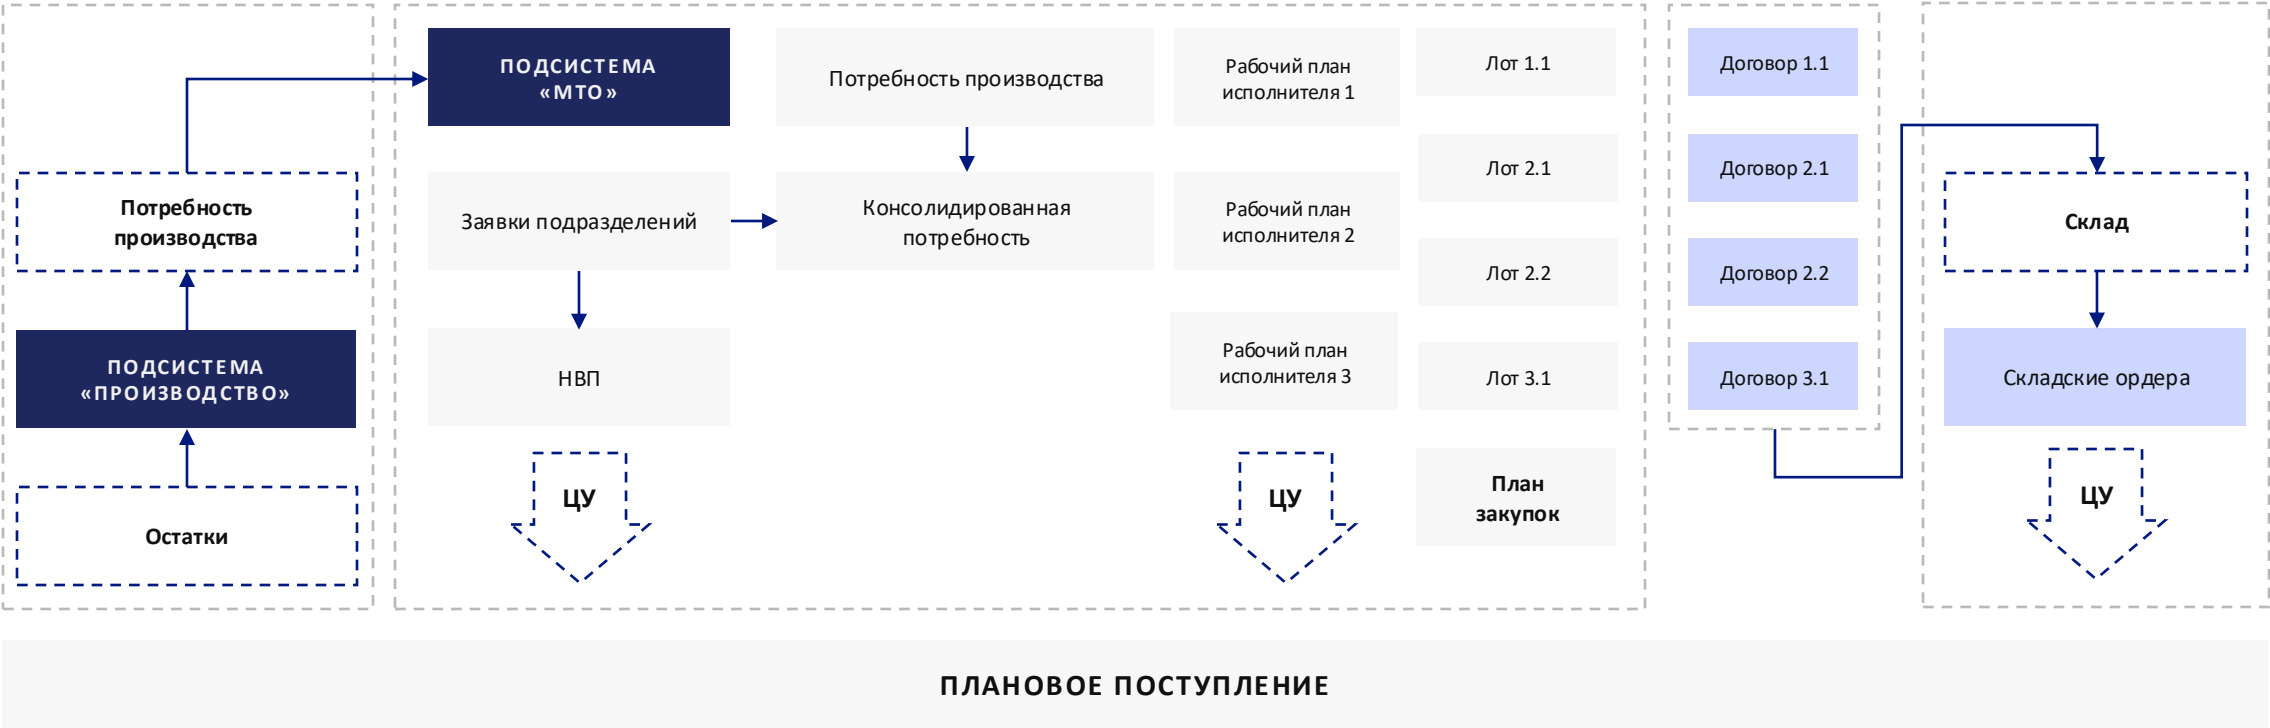 Потребность
производства
ПОДСИСТЕМА
«ПРОИЗВОДСТВО»
Остатки
ПОДСИСТЕМА
«МТО»
Потребность производства
Заявки подразделений
Консолидированная
потребность
НВП
ЦУ
Рабочий план
исполнителя 1
Рабочий план
исполнителя 2
Рабочий план
исполнителя 3
ЦУ
Лот 1.1
Лот 2.1
Лот 2.2
Лот 3.1
План
закупок
Договор 1.1
Договор 2.1
Договор 2.2
Договор 3.1
Склад
Складские ордера
ЦУ
ПЛАНОВОЕ ПОСТУПЛЕНИЕ